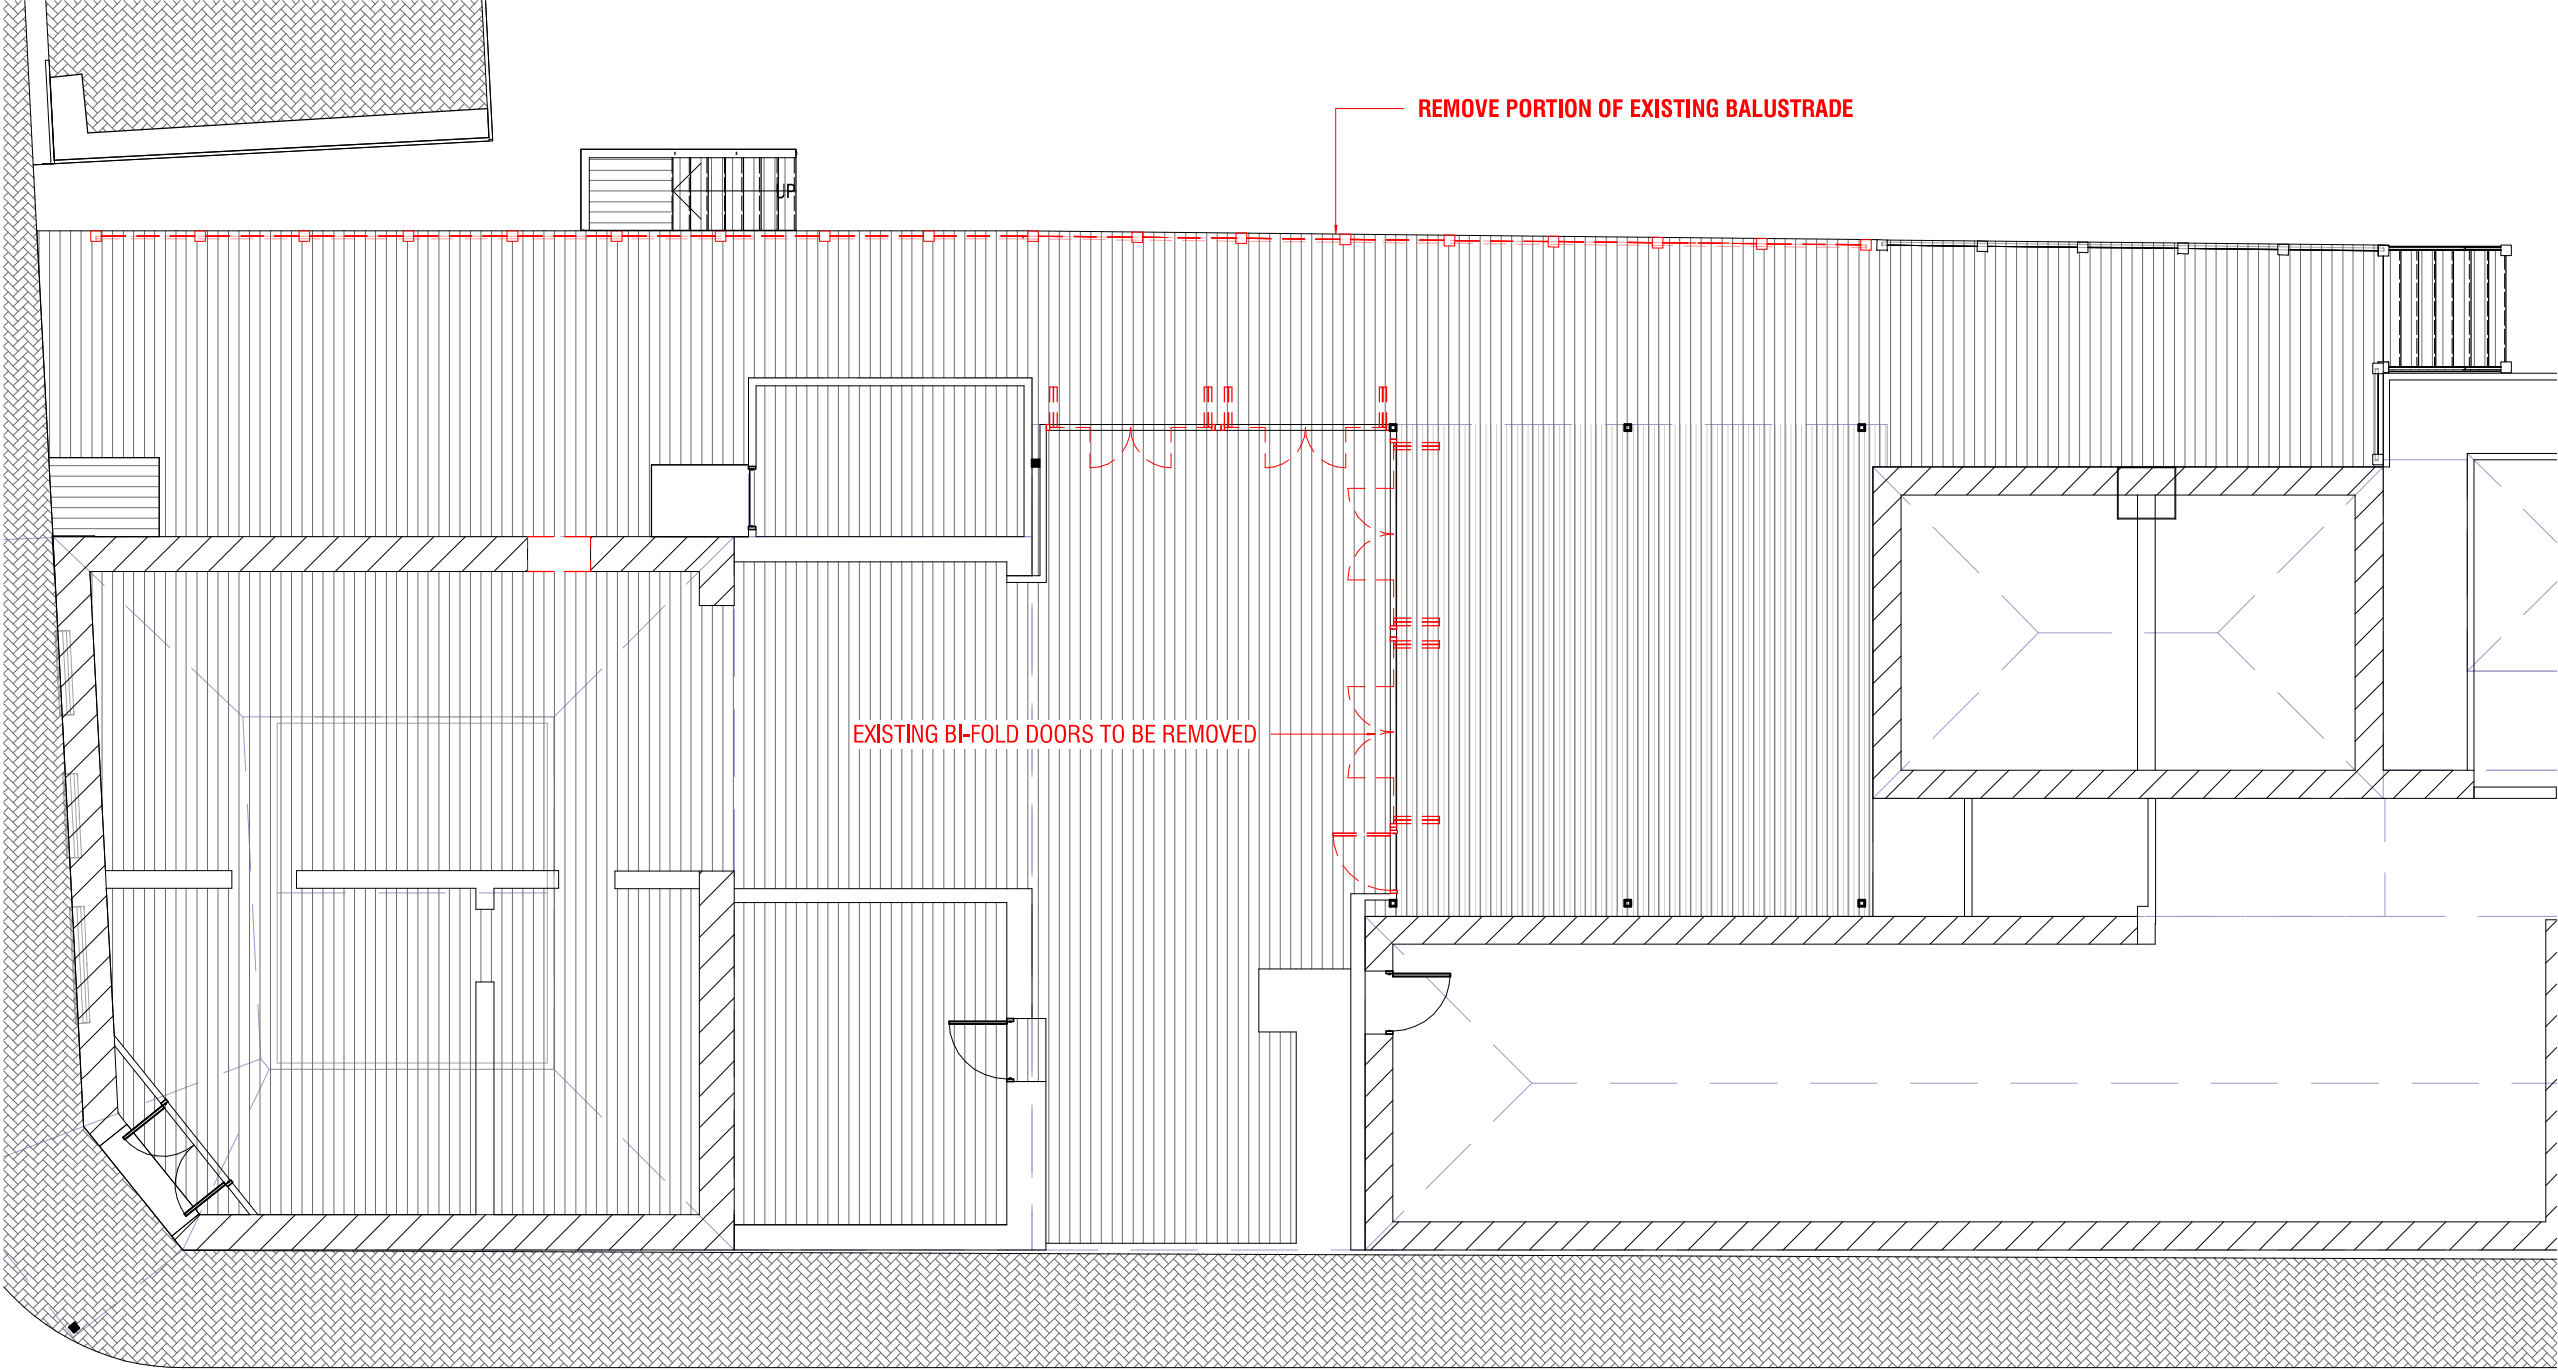 REMOVE PORTION OF EXISTING BALUSTRADE
UP
EXISTING BI-FOLD DOORS TO BE REMOVED